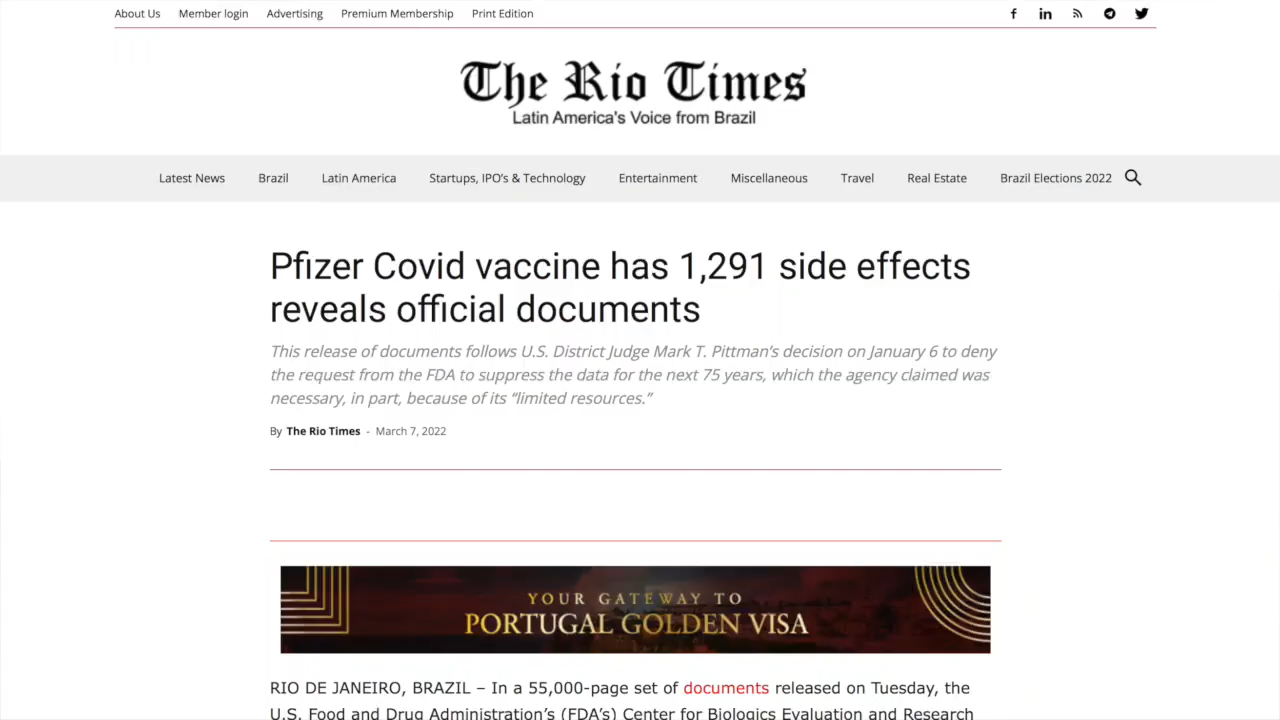 About Us Member login Advertising Premium Membership Print Edition
The Rio Times
Latin America's Voice from Brazil
Latest News Brazil Latin America Startups, IPO's & Technology Entertainment Miscellaneous Travel Real Estate Brazil Elections 2022
Pfizer Covid vaccine has 1,291 side effects
reveals official documents
This release of documents follows U.S. District Judge Mark T. Pittman's decision on January 6 to deny
the request from the FDA to suppress the data for the next 75 years, which the agency claimed was
necessary, in part, because of its “limited resources.”
By The Rio Times - March 7, 2022
YOUR GATEWAY TO
PORTUGAL GOLDEN VISA
RIO DE JANEIRO, BRAZIL – In a 55,000-page set of documents released on Tuesday, the
U.S. Food and Drug Administration's (FDA's) Center for Biologics Evaluation and Research